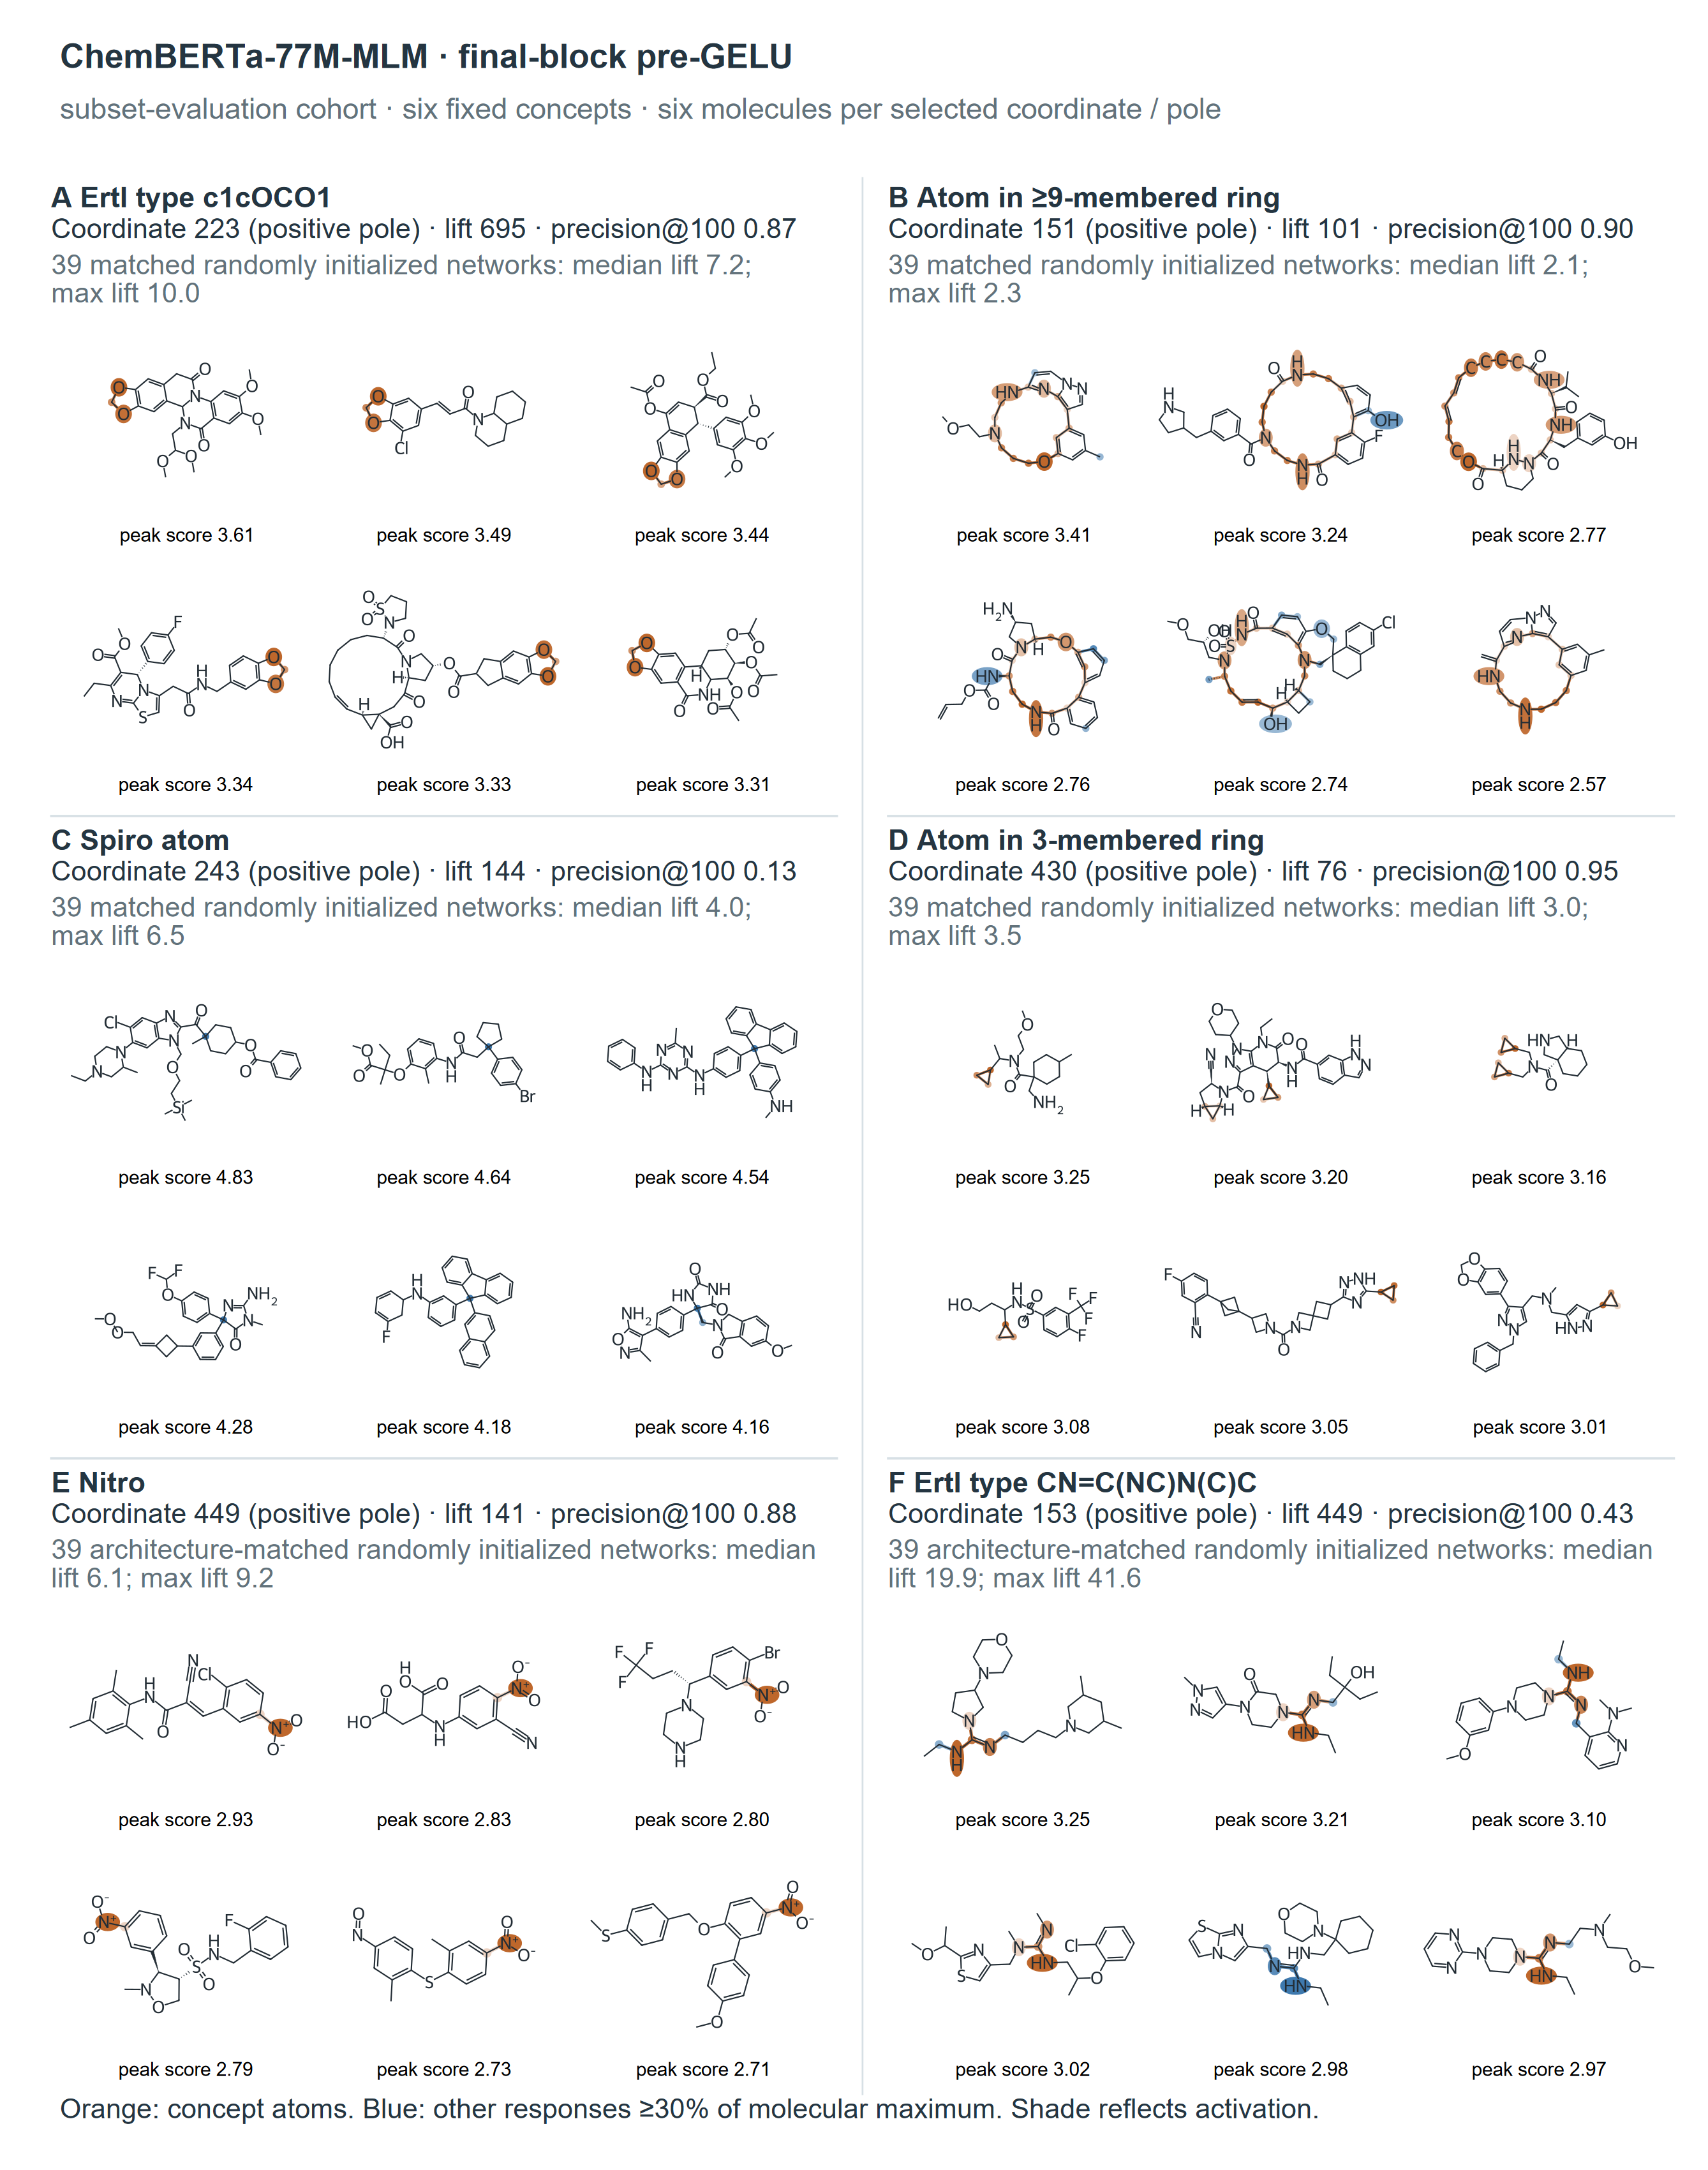 ChemBERTa-77M-MLM · final-block pre-GELU
subset-evaluation cohort · six fixed concepts · six molecules per selected coordinate / pole
A Ertl type c1cOCO1
Coordinate 223 (positive pole) · lift 695 · precision@100 0.87
39 matched randomly initialized networks: median lift 7.2;
max lift 10.0
peak score 3.61
peak score 3.49
peak score 3.44
peak score 3.34
peak score 3.33
peak score 3.31
B Atom in ≥9-membered ring
Coordinate 151 (positive pole) · lift 101 · precision@100 0.90
39 matched randomly initialized networks: median lift 2.1;
max lift 2.3
peak score 3.41
peak score 3.24
peak score 2.77
peak score 2.76
peak score 2.74
peak score 2.57
C Spiro atom
Coordinate 243 (positive pole) · lift 144 · precision@100 0.13
39 matched randomly initialized networks: median lift 4.0;
max lift 6.5
peak score 4.83
peak score 4.64
peak score 4.54
peak score 4.28
peak score 4.18
peak score 4.16
D Atom in 3-membered ring
Coordinate 430 (positive pole) · lift 76 · precision@100 0.95
39 matched randomly initialized networks: median lift 3.0;
max lift 3.5
peak score 3.25
peak score 3.20
peak score 3.16
peak score 3.08
peak score 3.05
peak score 3.01
E Nitro
Coordinate 449 (positive pole) · lift 141 · precision@100 0.88
39 architecture-matched randomly initialized networks: median
lift 6.1; max lift 9.2
peak score 2.93
peak score 2.83
peak score 2.80
peak score 2.79
peak score 2.73
peak score 2.71
F Ertl type CN=C(NC)N(C)C
Coordinate 153 (positive pole) · lift 449 · precision@100 0.43
39 architecture-matched randomly initialized networks: median
lift 19.9; max lift 41.6
peak score 3.25
peak score 3.21
peak score 3.10
peak score 3.02
peak score 2.98
peak score 2.97
Orange: concept atoms. Blue: other responses ≥30% of molecular maximum. Shade reflects activation.